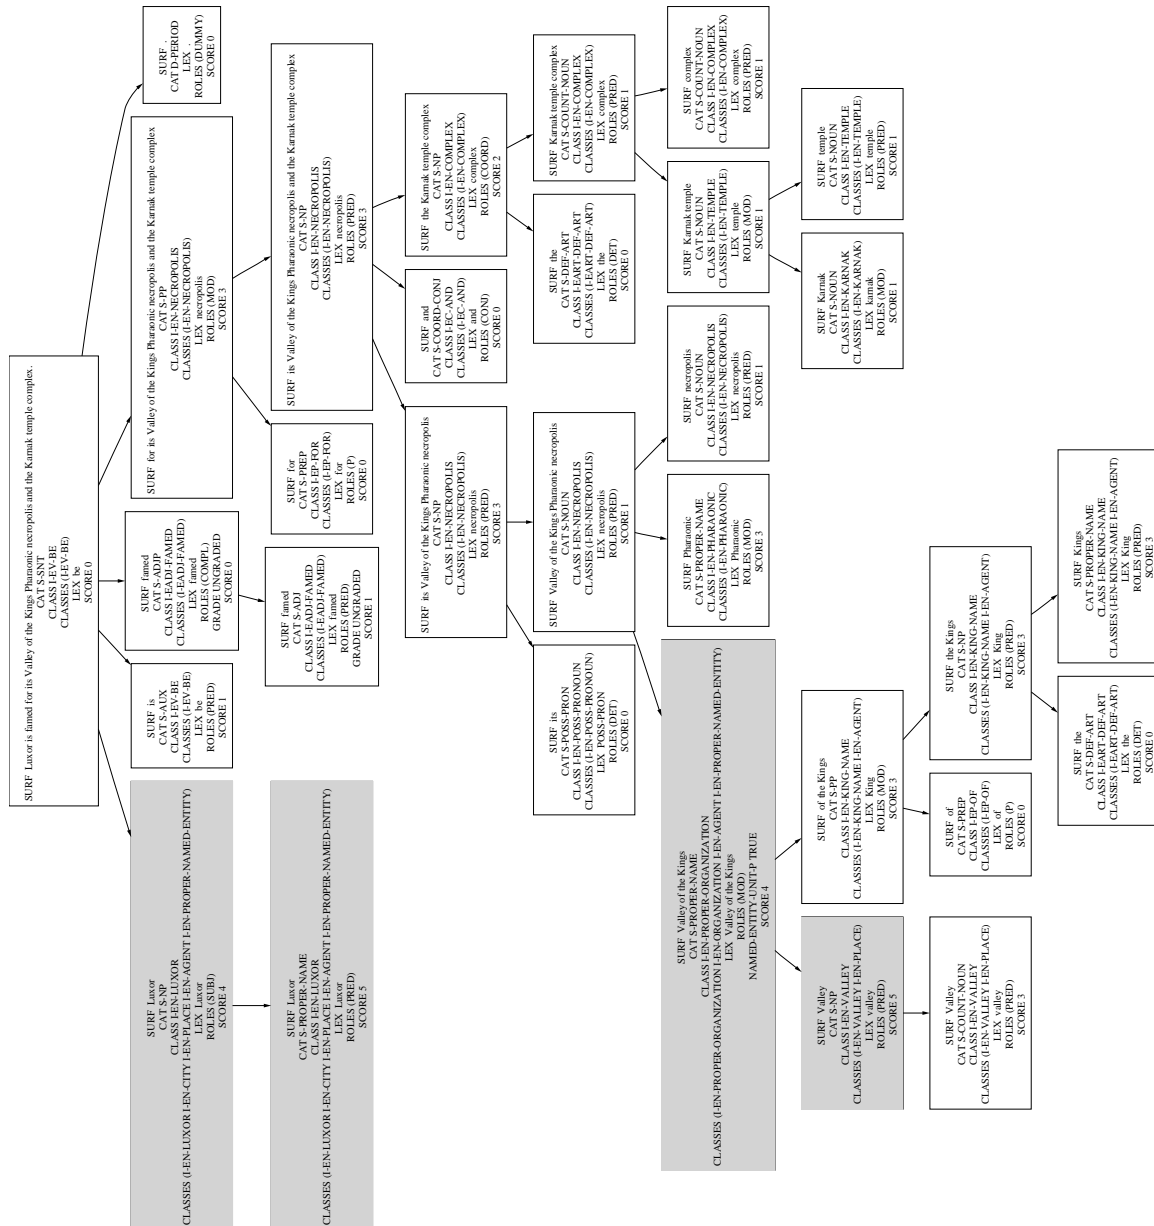 SURF Luxor is famed for its Valley of the Kings Pharaonic necropolis and the Karnak temple complex.
CAT S-SNT
CLASS I-EV-BE
CLASSES (I-EV-BE)
LEX be
SCORE 0
SURF Luxor
CAT S-NP
CLASS I-EN-LUXOR
CLASSES (I-EN-LUXOR I-EN-CITY I-EN-PLACE I-EN-AGENT I-EN-PROPER-NAMED-ENTITY)
LEX Luxor
ROLES (SUBJ)
SCORE 4
SURF is
CAT S-AUX
CLASS I-EV-BE
CLASSES (I-EV-BE)
LEX be
ROLES (PRED)
SCORE 1
SURF famed
CAT S-ADJP
CLASS I-EADJ-FAMED
CLASSES (I-EADJ-FAMED)
LEX famed
ROLES (COMPL)
GRADE UNGRADED
SCORE 0
SURF for its Valley of the Kings Pharaonic necropolis and the Karnak temple complex
CAT S-PP
CLASS I-EN-NECROPOLIS
CLASSES (I-EN-NECROPOLIS)
LEX necropolis
ROLES (MOD)
SCORE 3
SURF .
CAT D-PERIOD
LEX .
ROLES (DUMMY)
SCORE 0
SURF Luxor
CAT S-PROPER-NAME
CLASS I-EN-LUXOR
CLASSES (I-EN-LUXOR I-EN-CITY I-EN-PLACE I-EN-AGENT I-EN-PROPER-NAMED-ENTITY)
LEX Luxor
ROLES (PRED)
SCORE 5
SURF famed
CAT S-ADJ
CLASS I-EADJ-FAMED
CLASSES (I-EADJ-FAMED)
LEX famed
ROLES (PRED)
GRADE UNGRADED
SCORE 1
SURF for
CAT S-PREP
CLASS I-EP-FOR
CLASSES (I-EP-FOR)
LEX for
ROLES (P)
SCORE 0
SURF its Valley of the Kings Pharaonic necropolis and the Karnak temple complex
CAT S-NP
CLASS I-EN-NECROPOLIS
CLASSES (I-EN-NECROPOLIS)
LEX necropolis
ROLES (PRED)
SCORE 3
SURF its Valley of the Kings Pharaonic necropolis
CAT S-NP
CLASS I-EN-NECROPOLIS
CLASSES (I-EN-NECROPOLIS)
LEX necropolis
ROLES (PRED)
SCORE 3
SURF and
CAT S-COORD-CONJ
CLASS I-EC-AND
CLASSES (I-EC-AND)
LEX and
ROLES (CONJ)
SCORE 0
SURF the Karnak temple complex
CAT S-NP
CLASS I-EN-COMPLEX
CLASSES (I-EN-COMPLEX)
LEX complex
ROLES (COORD)
SCORE 2
SURF its
CAT S-POSS-PRON
CLASS I-EN-POSS-PRONOUN
CLASSES (I-EN-POSS-PRONOUN)
LEX POSS-PRON
ROLES (DET)
SCORE 0
SURF Valley of the Kings Pharaonic necropolis
CAT S-NOUN
CLASS I-EN-NECROPOLIS
CLASSES (I-EN-NECROPOLIS)
LEX necropolis
ROLES (PRED)
SCORE 1
SURF the
CAT S-DEF-ART
CLASS I-EART-DEF-ART
CLASSES (I-EART-DEF-ART)
LEX the
ROLES (DET)
SCORE 0
SURF Karnak temple complex
CAT S-COUNT-NOUN
CLASS I-EN-COMPLEX
CLASSES (I-EN-COMPLEX)
LEX complex
ROLES (PRED)
SCORE 1
SURF Valley of the Kings
CAT S-PROPER-NAME
CLASS I-EN-PROPER-ORGANIZATION
CLASSES (I-EN-PROPER-ORGANIZATION I-EN-ORGANIZATION I-EN-AGENT I-EN-PROPER-NAMED-ENTITY)
LEX Valley of the Kings
ROLES (MOD)
NAMED-ENTITY-UNIT-P TRUE
SCORE 4
SURF Pharaonic
CAT S-PROPER-NAME
CLASS I-EN-PHARAONIC
CLASSES (I-EN-PHARAONIC)
LEX Pharaonic
ROLES (MOD)
SCORE 3
SURF necropolis
CAT S-NOUN
CLASS I-EN-NECROPOLIS
CLASSES (I-EN-NECROPOLIS)
LEX necropolis
ROLES (PRED)
SCORE 1
SURF Karnak temple
CAT S-NOUN
CLASS I-EN-TEMPLE
CLASSES (I-EN-TEMPLE)
LEX temple
ROLES (MOD)
SCORE 1
SURF complex
CAT S-COUNT-NOUN
CLASS I-EN-COMPLEX
CLASSES (I-EN-COMPLEX)
LEX complex
ROLES (PRED)
SCORE 1
SURF Valley
CAT S-NP
CLASS I-EN-VALLEY
CLASSES (I-EN-VALLEY I-EN-PLACE)
LEX valley
ROLES (PRED)
SCORE 5
SURF of the Kings
CAT S-PP
CLASS I-EN-KING-NAME
CLASSES (I-EN-KING-NAME I-EN-AGENT)
LEX King
ROLES (MOD)
SCORE 3
SURF Karnak
CAT S-NOUN
CLASS I-EN-KARNAK
CLASSES (I-EN-KARNAK)
LEX karnak
ROLES (MOD)
SCORE 1
SURF temple
CAT S-NOUN
CLASS I-EN-TEMPLE
CLASSES (I-EN-TEMPLE)
LEX temple
ROLES (PRED)
SCORE 1
SURF Valley
CAT S-COUNT-NOUN
CLASS I-EN-VALLEY
CLASSES (I-EN-VALLEY I-EN-PLACE)
LEX valley
ROLES (PRED)
SCORE 3
SURF of
CAT S-PREP
CLASS I-EP-OF
CLASSES (I-EP-OF)
LEX of
ROLES (P)
SCORE 0
SURF the Kings
CAT S-NP
CLASS I-EN-KING-NAME
CLASSES (I-EN-KING-NAME I-EN-AGENT)
LEX King
ROLES (PRED)
SCORE 3
SURF the
CAT S-DEF-ART
CLASS I-EART-DEF-ART
CLASSES (I-EART-DEF-ART)
LEX the
ROLES (DET)
SCORE 0
SURF Kings
CAT S-PROPER-NAME
CLASS I-EN-KING-NAME
CLASSES (I-EN-KING-NAME I-EN-AGENT)
LEX King
ROLES (PRED)
SCORE 3